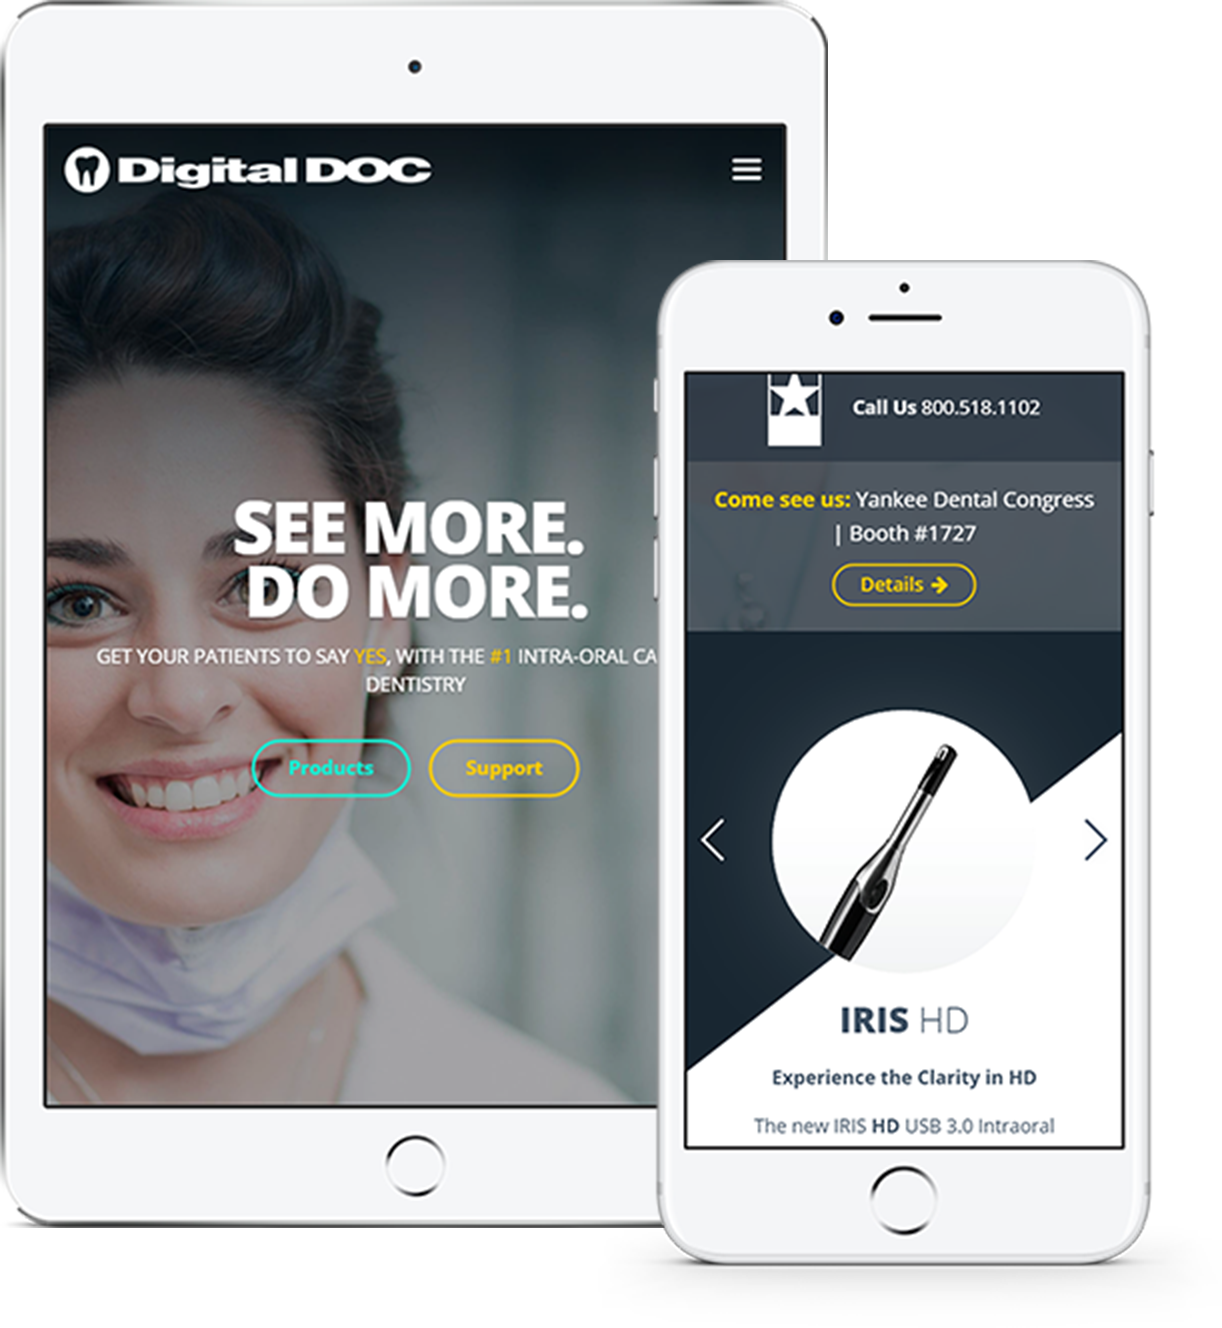 Digital DOC
SEE MORE.
DO MORE.
GET YOUR PATIENTS TO SAY YES, WITH THE #1 INTRA-ORAL CA
DENTISTRY
Products
Support
Call Us 800.518.1102
Come see us: Yankee Dental Congress
| Booth #1727
Details
IRIS HD
Experience the Clarity in HD
The new IRIS HD USB 3.0 Intraoral